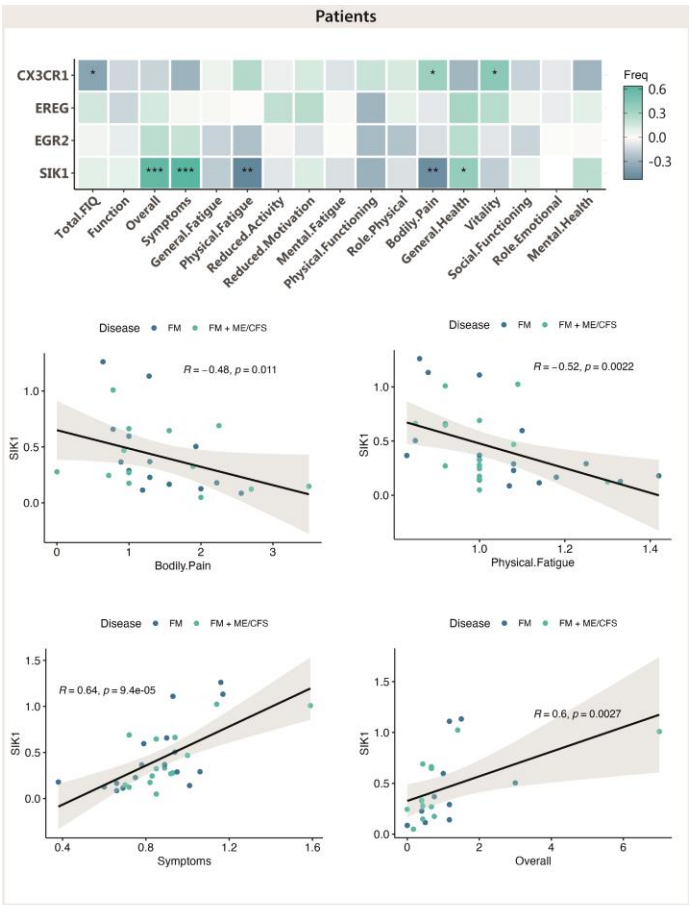 Patients
CX3CR1
EREG
EGR2
SIK1
* * *
*** *** ** ** *
Freq
0.6
0.3
0.0
-0.3
Total.FIQ
Function
Overall
Symptoms
General.Fatigue
Physical.Fatigue
Reduced.Activity
Reduced.Motivation
Mental.Fatigue
Physical.Functioning
Role.Physical
Bodily.Pain
General.Health
Vitality
Social.Functioning
Role.Emotional
Mental.Health
Disease FM FM + ME/CFS
R = −0.48, p = 0.011
SIK1
1.0
0.5
0.0
0 1 2 3
Bodily.Pain
Disease FM FM + ME/CFS
R = −0.52, p = 0.0022
SIK1
1.0
0.5
0.0
1.0 1.2 1.4
Physical.Fatigue
Disease FM FM + ME/CFS
R = 0.64, p = 9.4e-05
SIK1
1.5
1.0
0.5
0.0
0.4 0.8 1.2 1.6
Symptoms
Disease FM FM + ME/CFS
R = 0.6, p = 0.0027
SIK1
1.5
1.0
0.5
0.0
0 2 4 6
Overall